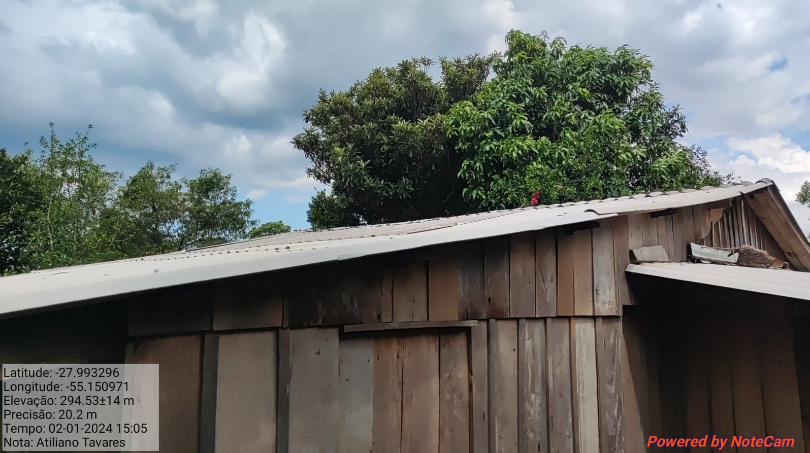 Latitude: -27.993296
Longitude: -55.150971
Elevação: 294.53±14 m
Precisão: 20.2 m
Tempo: 02-01-2024 15:05
Nota: Atiliano Tavares
Powered by NoteCam